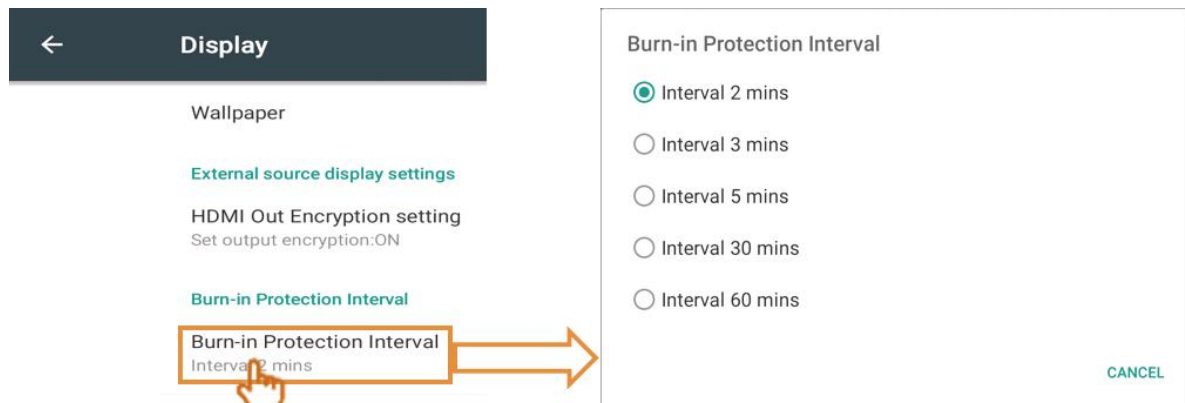 Display
Wallpaper
External source display settings
HDMI Out Encryption setting
Set output encryption:ON
Burn-in Protection Interval
Burn-in Protection Interval
Interval 2 mins
Burn-in Protection Interval
Interval 2 mins
Interval 3 mins
Interval 5 mins
Interval 30 mins
Interval 60 mins
CANCEL